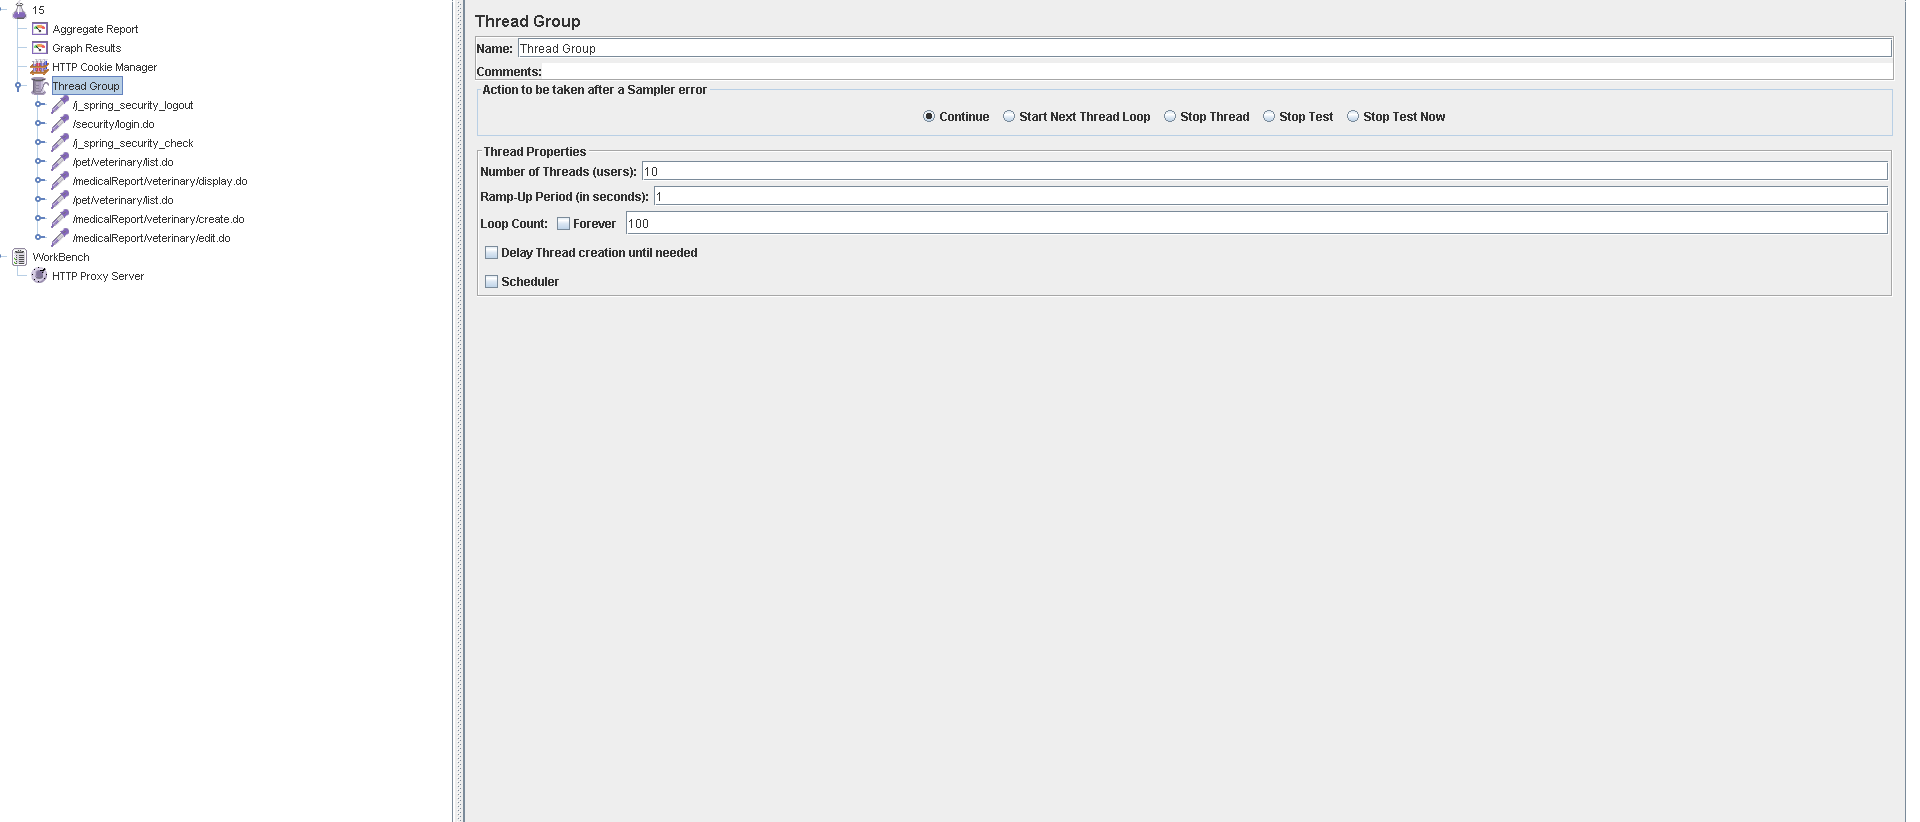 15
Aggregate Report
Graph Results
HTTP Cookie Manager
Thread Group
/j_spring_security_logout
/security/login.do
/j_spring_security_check
/pet/veterinary/list.do
/medicalReport/veterinary/display.do
/pet/veterinary/list.do
/medicalReport/veterinary/create.do
/medicalReport/veterinary/edit.do
WorkBench
HTTP Proxy Server
Thread Group
Name: Thread Group
Comments:
Action to be taken after a Sampler error
Continue Start Next Thread Loop Stop Thread Stop Test Stop Test Now
Thread Properties
Number of Threads (users): 10
Ramp-Up Period (in seconds): 1
Loop Count: Forever 100
Delay Thread creation until needed
Scheduler